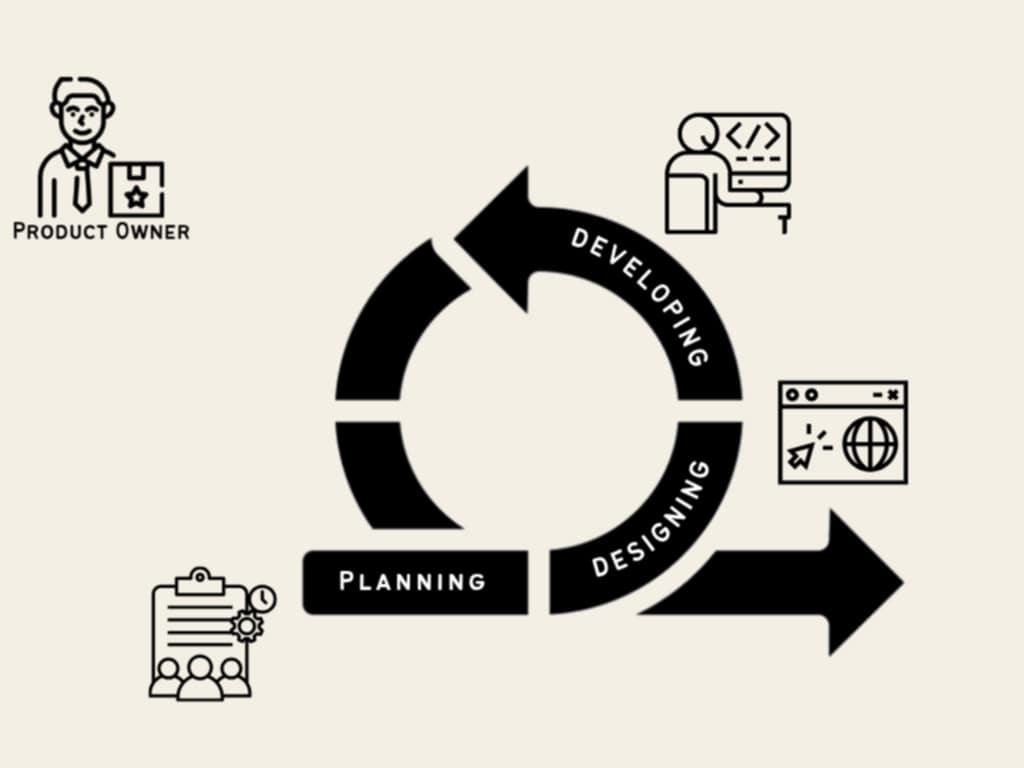 Product Owner
DEVELOPING
DESIGNING
Planning